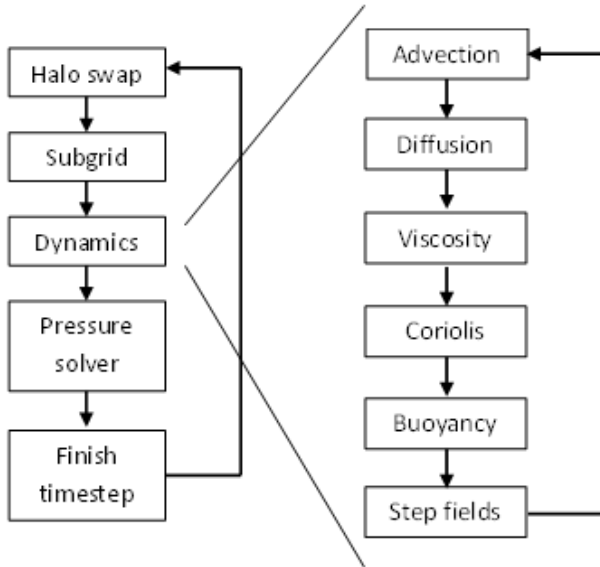 Halo swap
Subgrid
Dynamics
Pressure
solver
Finish
timestep
Advection
Diffusion
Viscosity
Coriolis
Buoyancy
Step fields